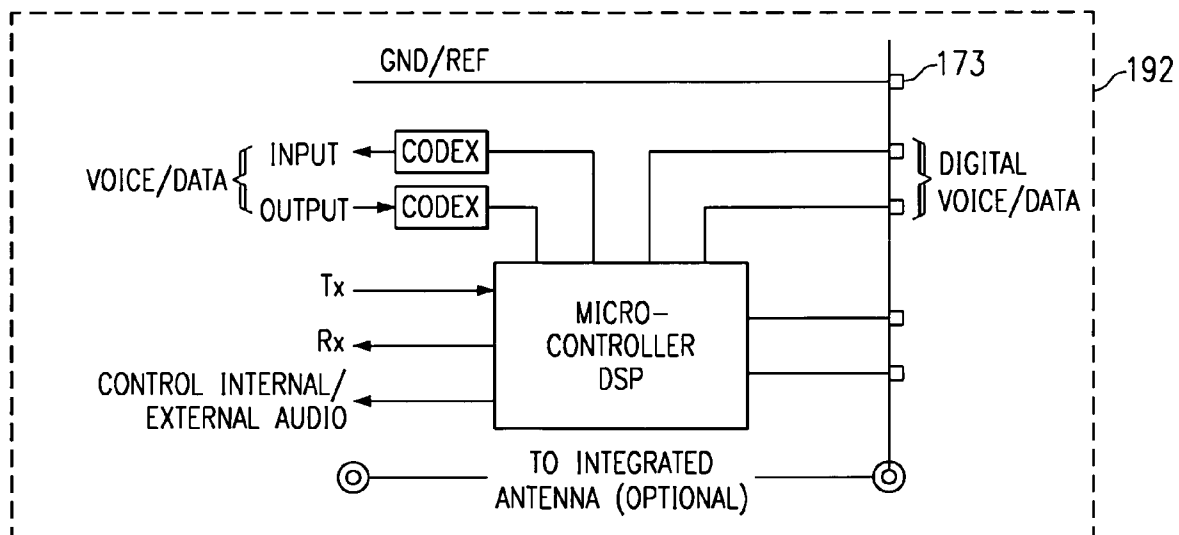 GND/REF
173
192
VOICE/DATA
INPUT
CODEX
OUTPUT
CODEX
DIGITAL
VOICE/DATA
Tx
Rx
CONTROL INTERNAL/
EXTERNAL AUDIO
MICRO-
CONTROLLER
DSP
TO INTEGRATED
ANTENNA (OPTIONAL)